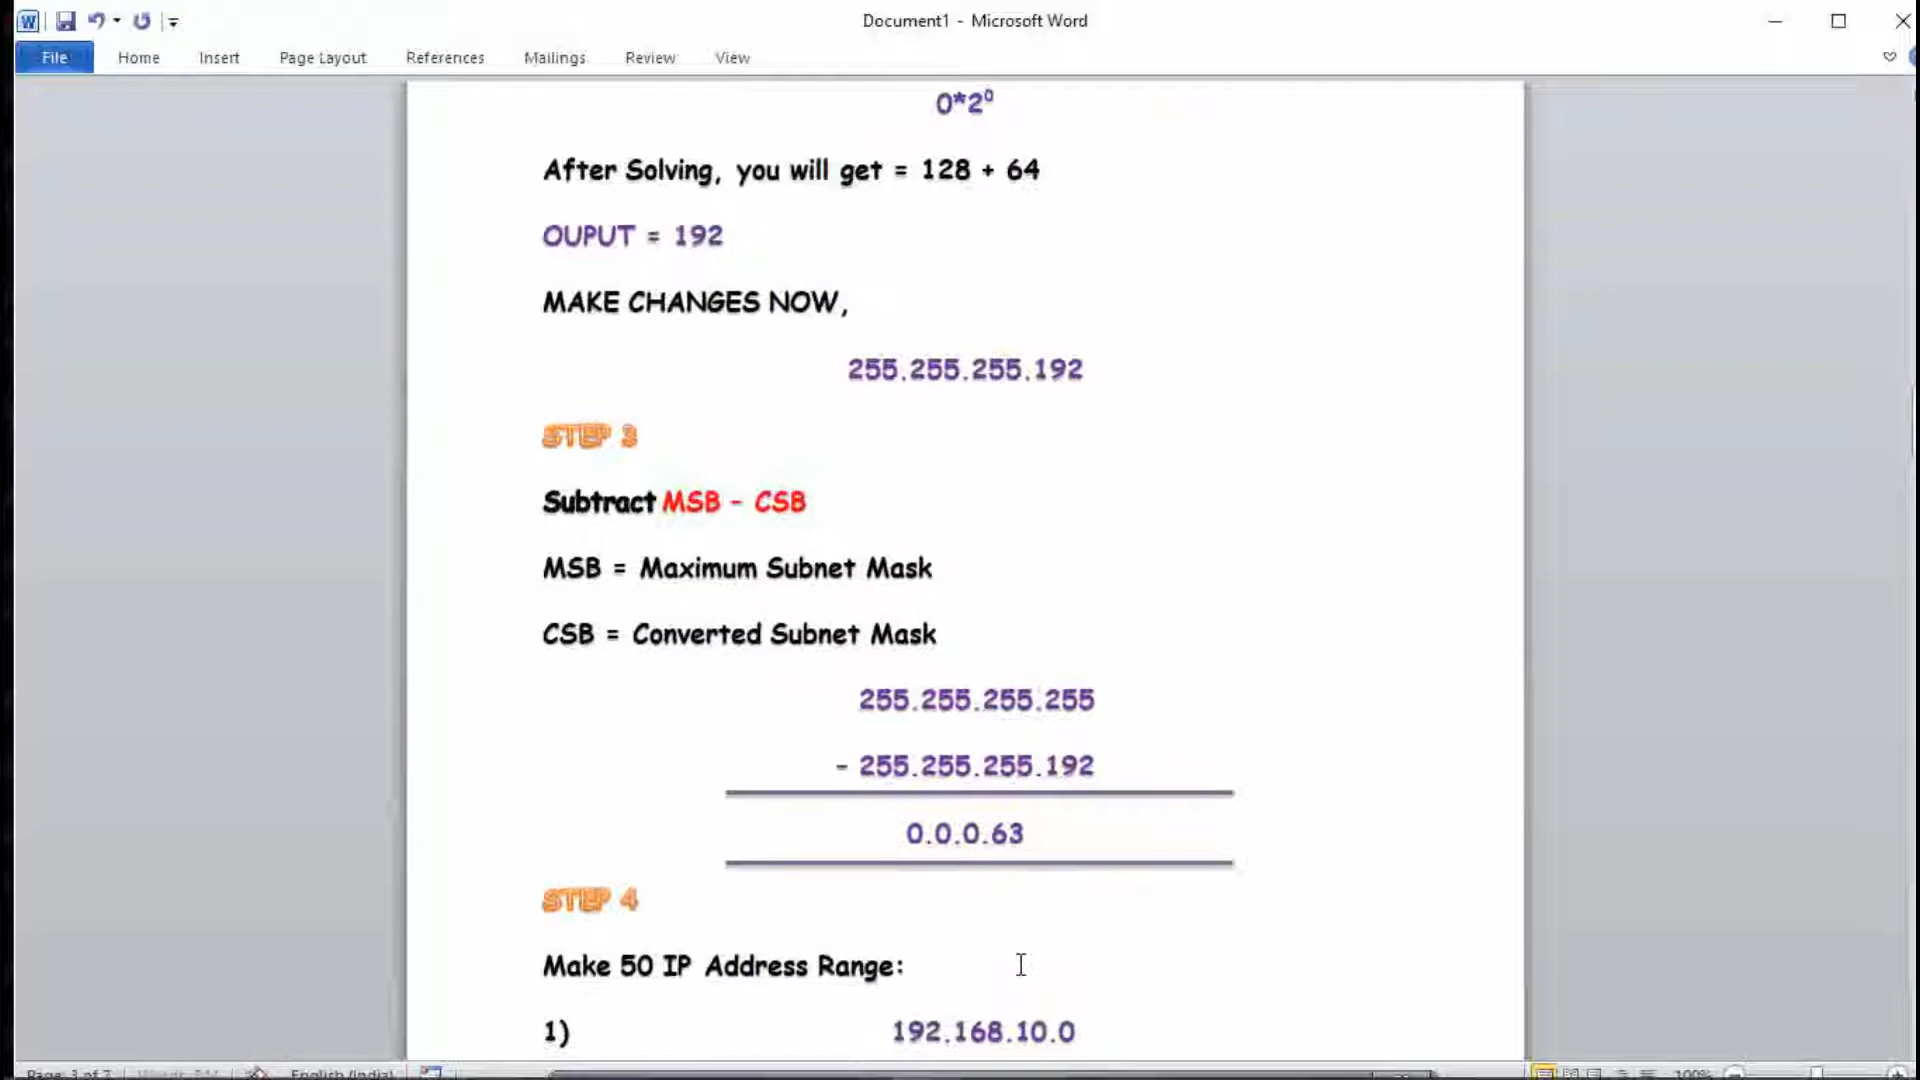 Document1 - Microsoft Word
File Home Insert Page Layout References Mailings Review View
0*2⁰
After Solving, you will get = 128 + 64
OUPUT = 192
MAKE CHANGES NOW,
255.255.255.192
STEP 3
Subtract MSB - CSB
MSB = Maximum Subnet Mask
CSB = Converted Subnet Mask
255.255.255.255
- 255.255.255.192
0.0.0.63
STEP 4
Make 50 IP Address Range:
1) 192.168.10.0
English (India) 100%